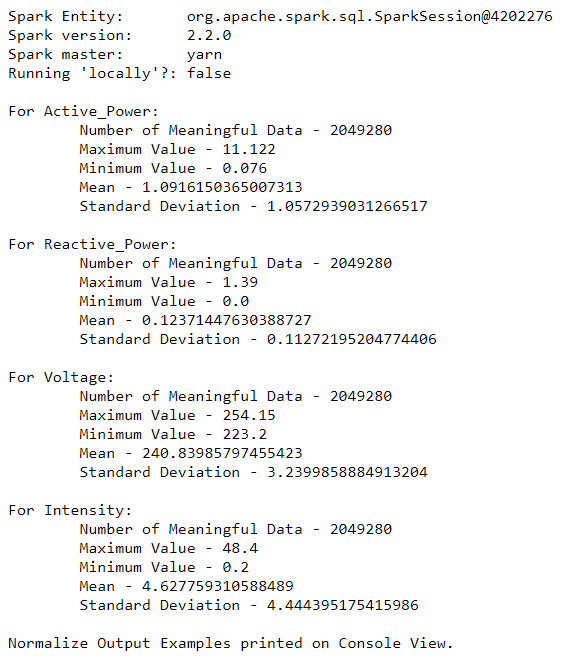 Spark Entity:       org.apache.spark.sql.SparkSession@4202276
Spark version:      2.2.0
Spark master:       yarn
Running 'locally'?: false

For Active_Power:
        Number of Meaningful Data - 2049280
        Maximum Value - 11.122
        Minimum Value - 0.076
        Mean - 1.0916150365007313
        Standard Deviation - 1.0572939031266517

For Reactive_Power:
        Number of Meaningful Data - 2049280
        Maximum Value - 1.39
        Minimum Value - 0.0
        Mean - 0.12371447630388727
        Standard Deviation - 0.11272195204774406

For Voltage:
        Number of Meaningful Data - 2049280
        Maximum Value - 254.15
        Minimum Value - 223.2
        Mean - 240.83985797455423
        Standard Deviation - 3.2399858884913204

For Intensity:
        Number of Meaningful Data - 2049280
        Maximum Value - 48.4
        Minimum Value - 0.2
        Mean - 4.627759310588489
        Standard Deviation - 4.444395175415986

Normalize Output Examples printed on Console View.